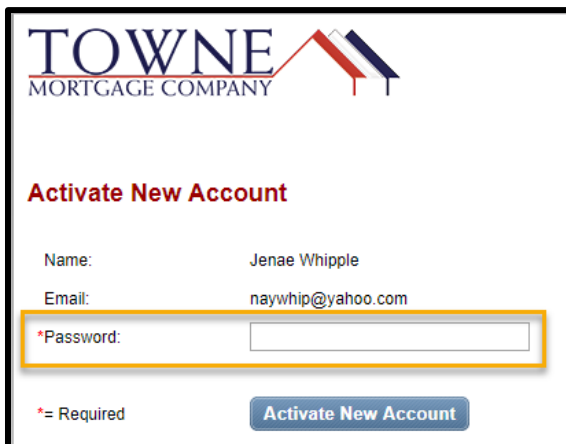 TOWNE
MORTGAGE COMPANY
Activate New Account
Name: Jenae Whipple
Email: naywhip@yahoo.com
*Password:
*= Required Activate New Account